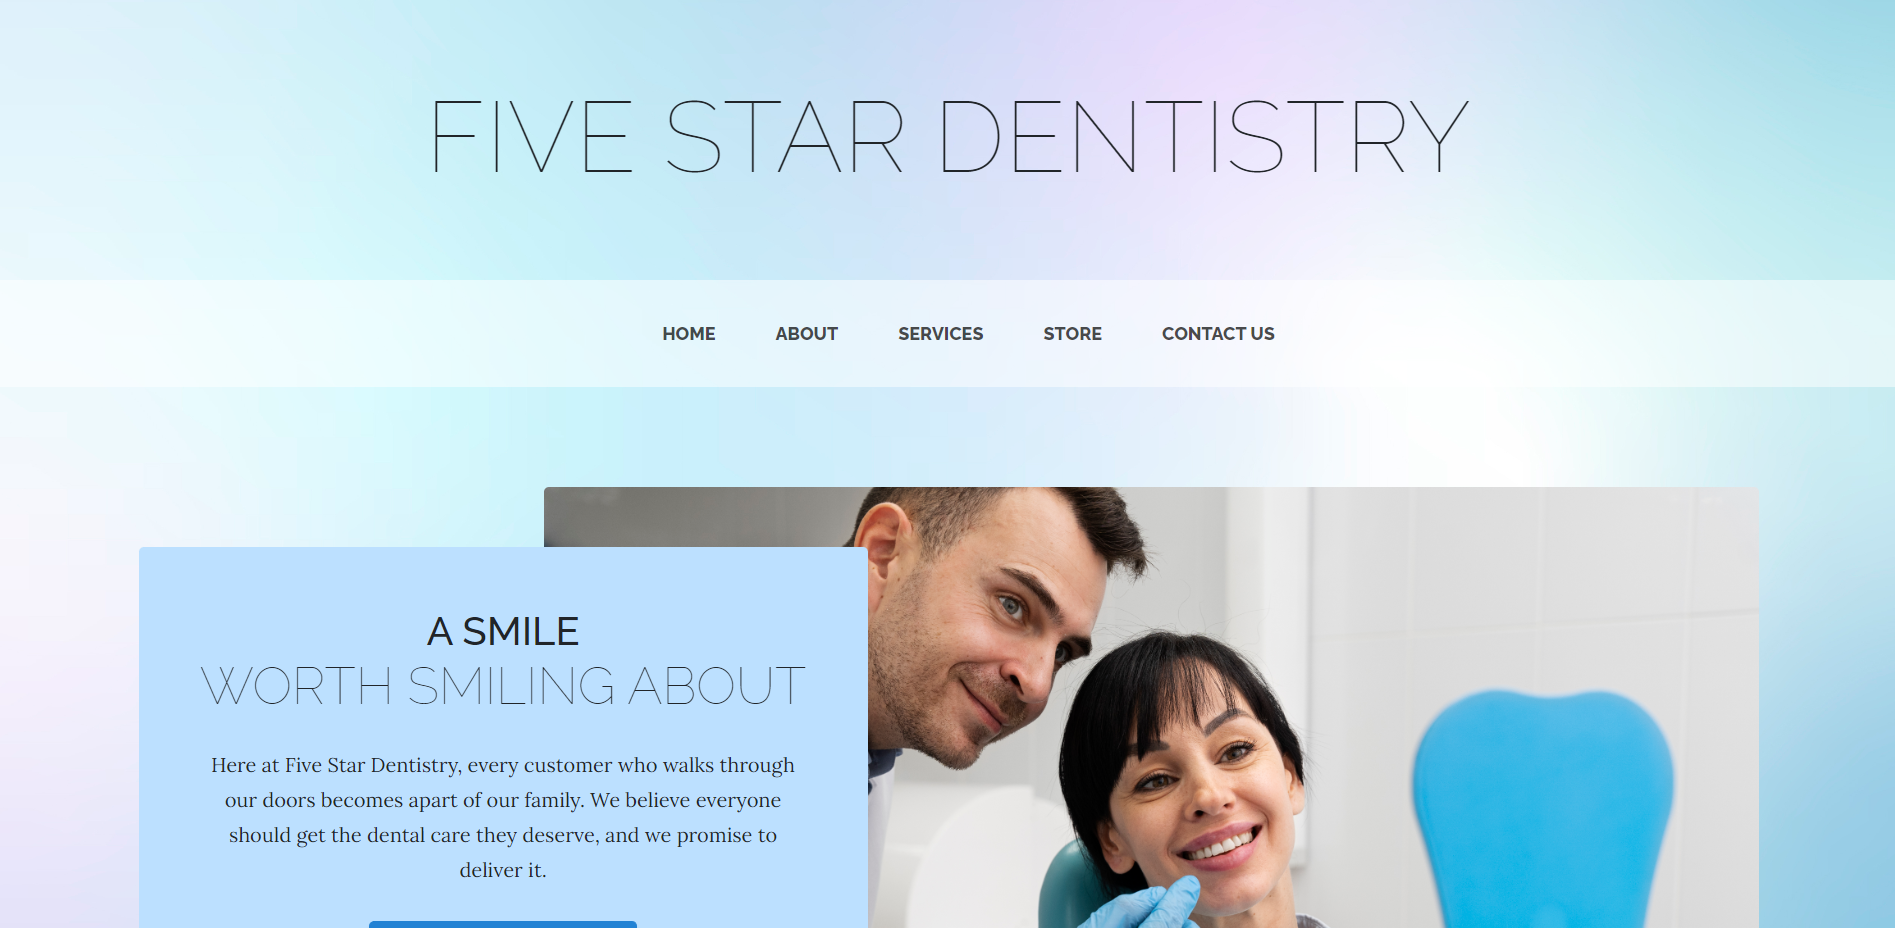 FIVE STAR DENTISTRY
HOME ABOUT SERVICES STORE CONTACT US
A SMILE
WORTH SMILING ABOUT
Here at Five Star Dentistry, every customer who walks through
our doors becomes apart of our family. We believe everyone
should get the dental care they deserve, and we promise to
deliver it.